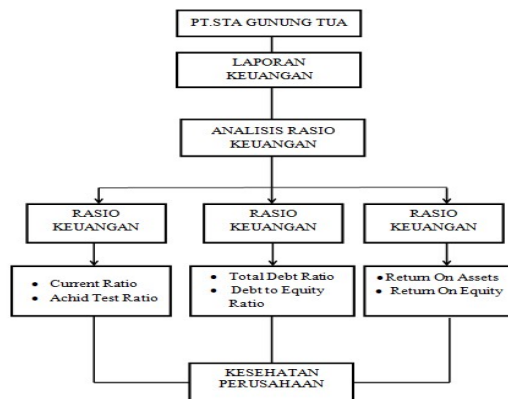 PT.STA GUNUNG TUA
LAPORAN
KEUANGAN
ANALISIS RASIO
KEUANGAN
RASIO
KEUANGAN
RASIO
KEUANGAN
RASIO
KEUANGAN
• Current Ratio
• Achid Test Ratio
• Total Debt Ratio
• Debt to Equity
Ratio
• Return On Assets
• Return On Equity
KESEHATAN
PERUSAHAAN